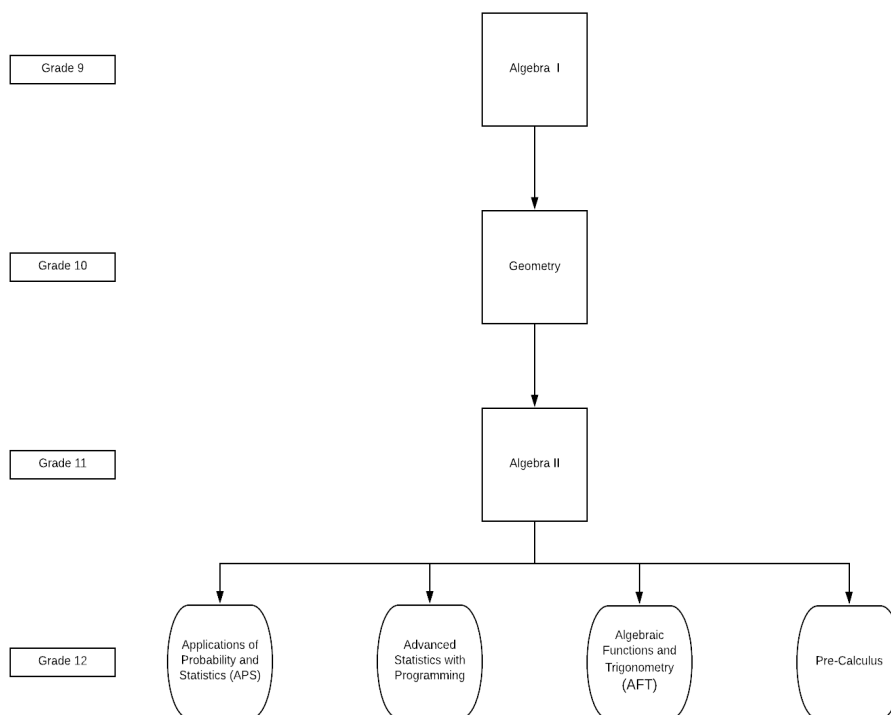 Grade 9
Algebra I
Grade 10
Geometry
Grade 11
Algebra II
Grade 12
Applications of
Probability and
Statistics (APS)
Advanced
Statistics with
Programming
Algebraic
Functions and
Trigonometry
(AFT)
Pre-Calculus